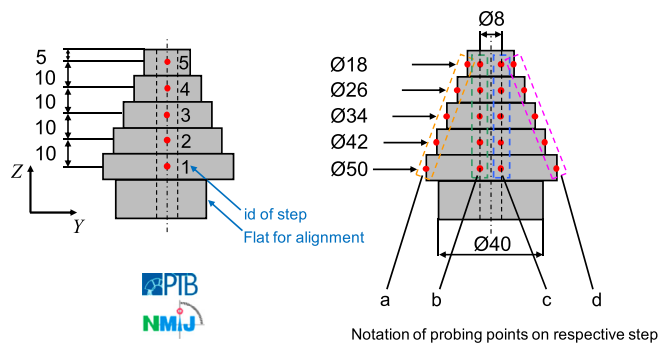 5
10
10
10
10
5
4
3
2
1
Z
Y
id of step
Flat for alignment
PTB
NMIJ
Ø8
Ø18
Ø26
Ø34
Ø42
Ø50
Ø40
a b c d
Notation of probing points on respective step